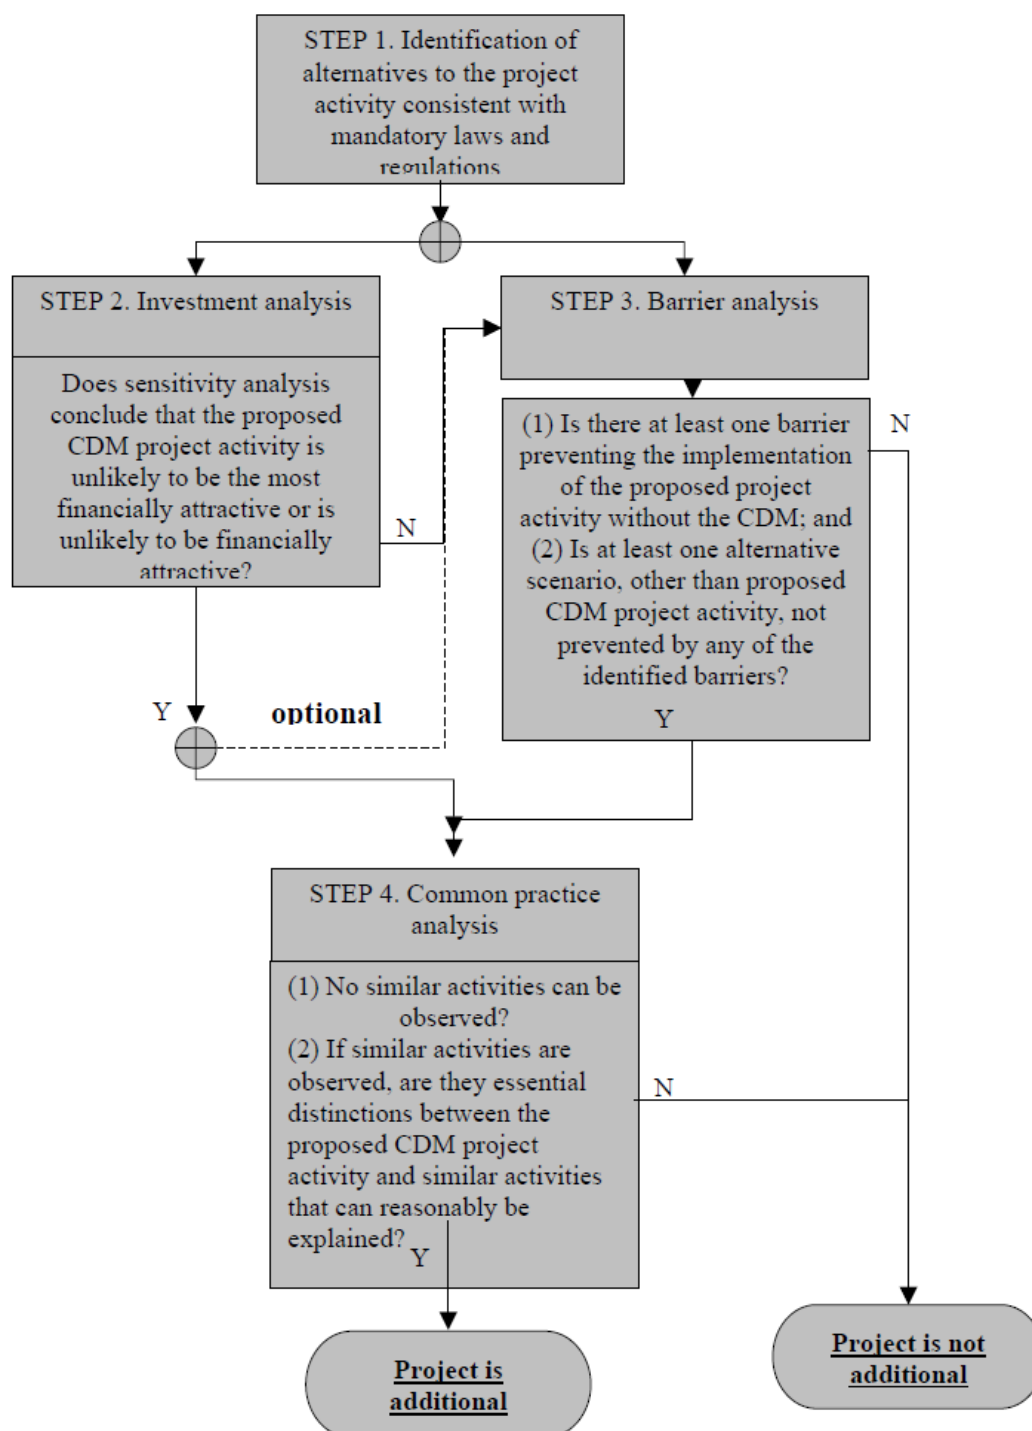 STEP 1. Identification of
alternatives to the project
activity consistent with
mandatory laws and
regulations
STEP 2. Investment analysis
Does sensitivity analysis
conclude that the proposed
CDM project activity is
unlikely to be the most
financially attractive or is
unlikely to be financially
attractive?
N
Y
optional
STEP 3. Barrier analysis
(1) Is there at least one barrier
preventing the implementation
of the proposed project
activity without the CDM; and
(2) Is at least one alternative
scenario, other than proposed
CDM project activity, not
prevented by any of the
identified barriers?
Y
N
STEP 4. Common practice
analysis
(1) No similar activities can be
observed?
(2) If similar activities are
observed, are they essential
distinctions between the
proposed CDM project
activity and similar activities
that can reasonably be
explained?
Y
N
Project is
additional
Project is not
additional